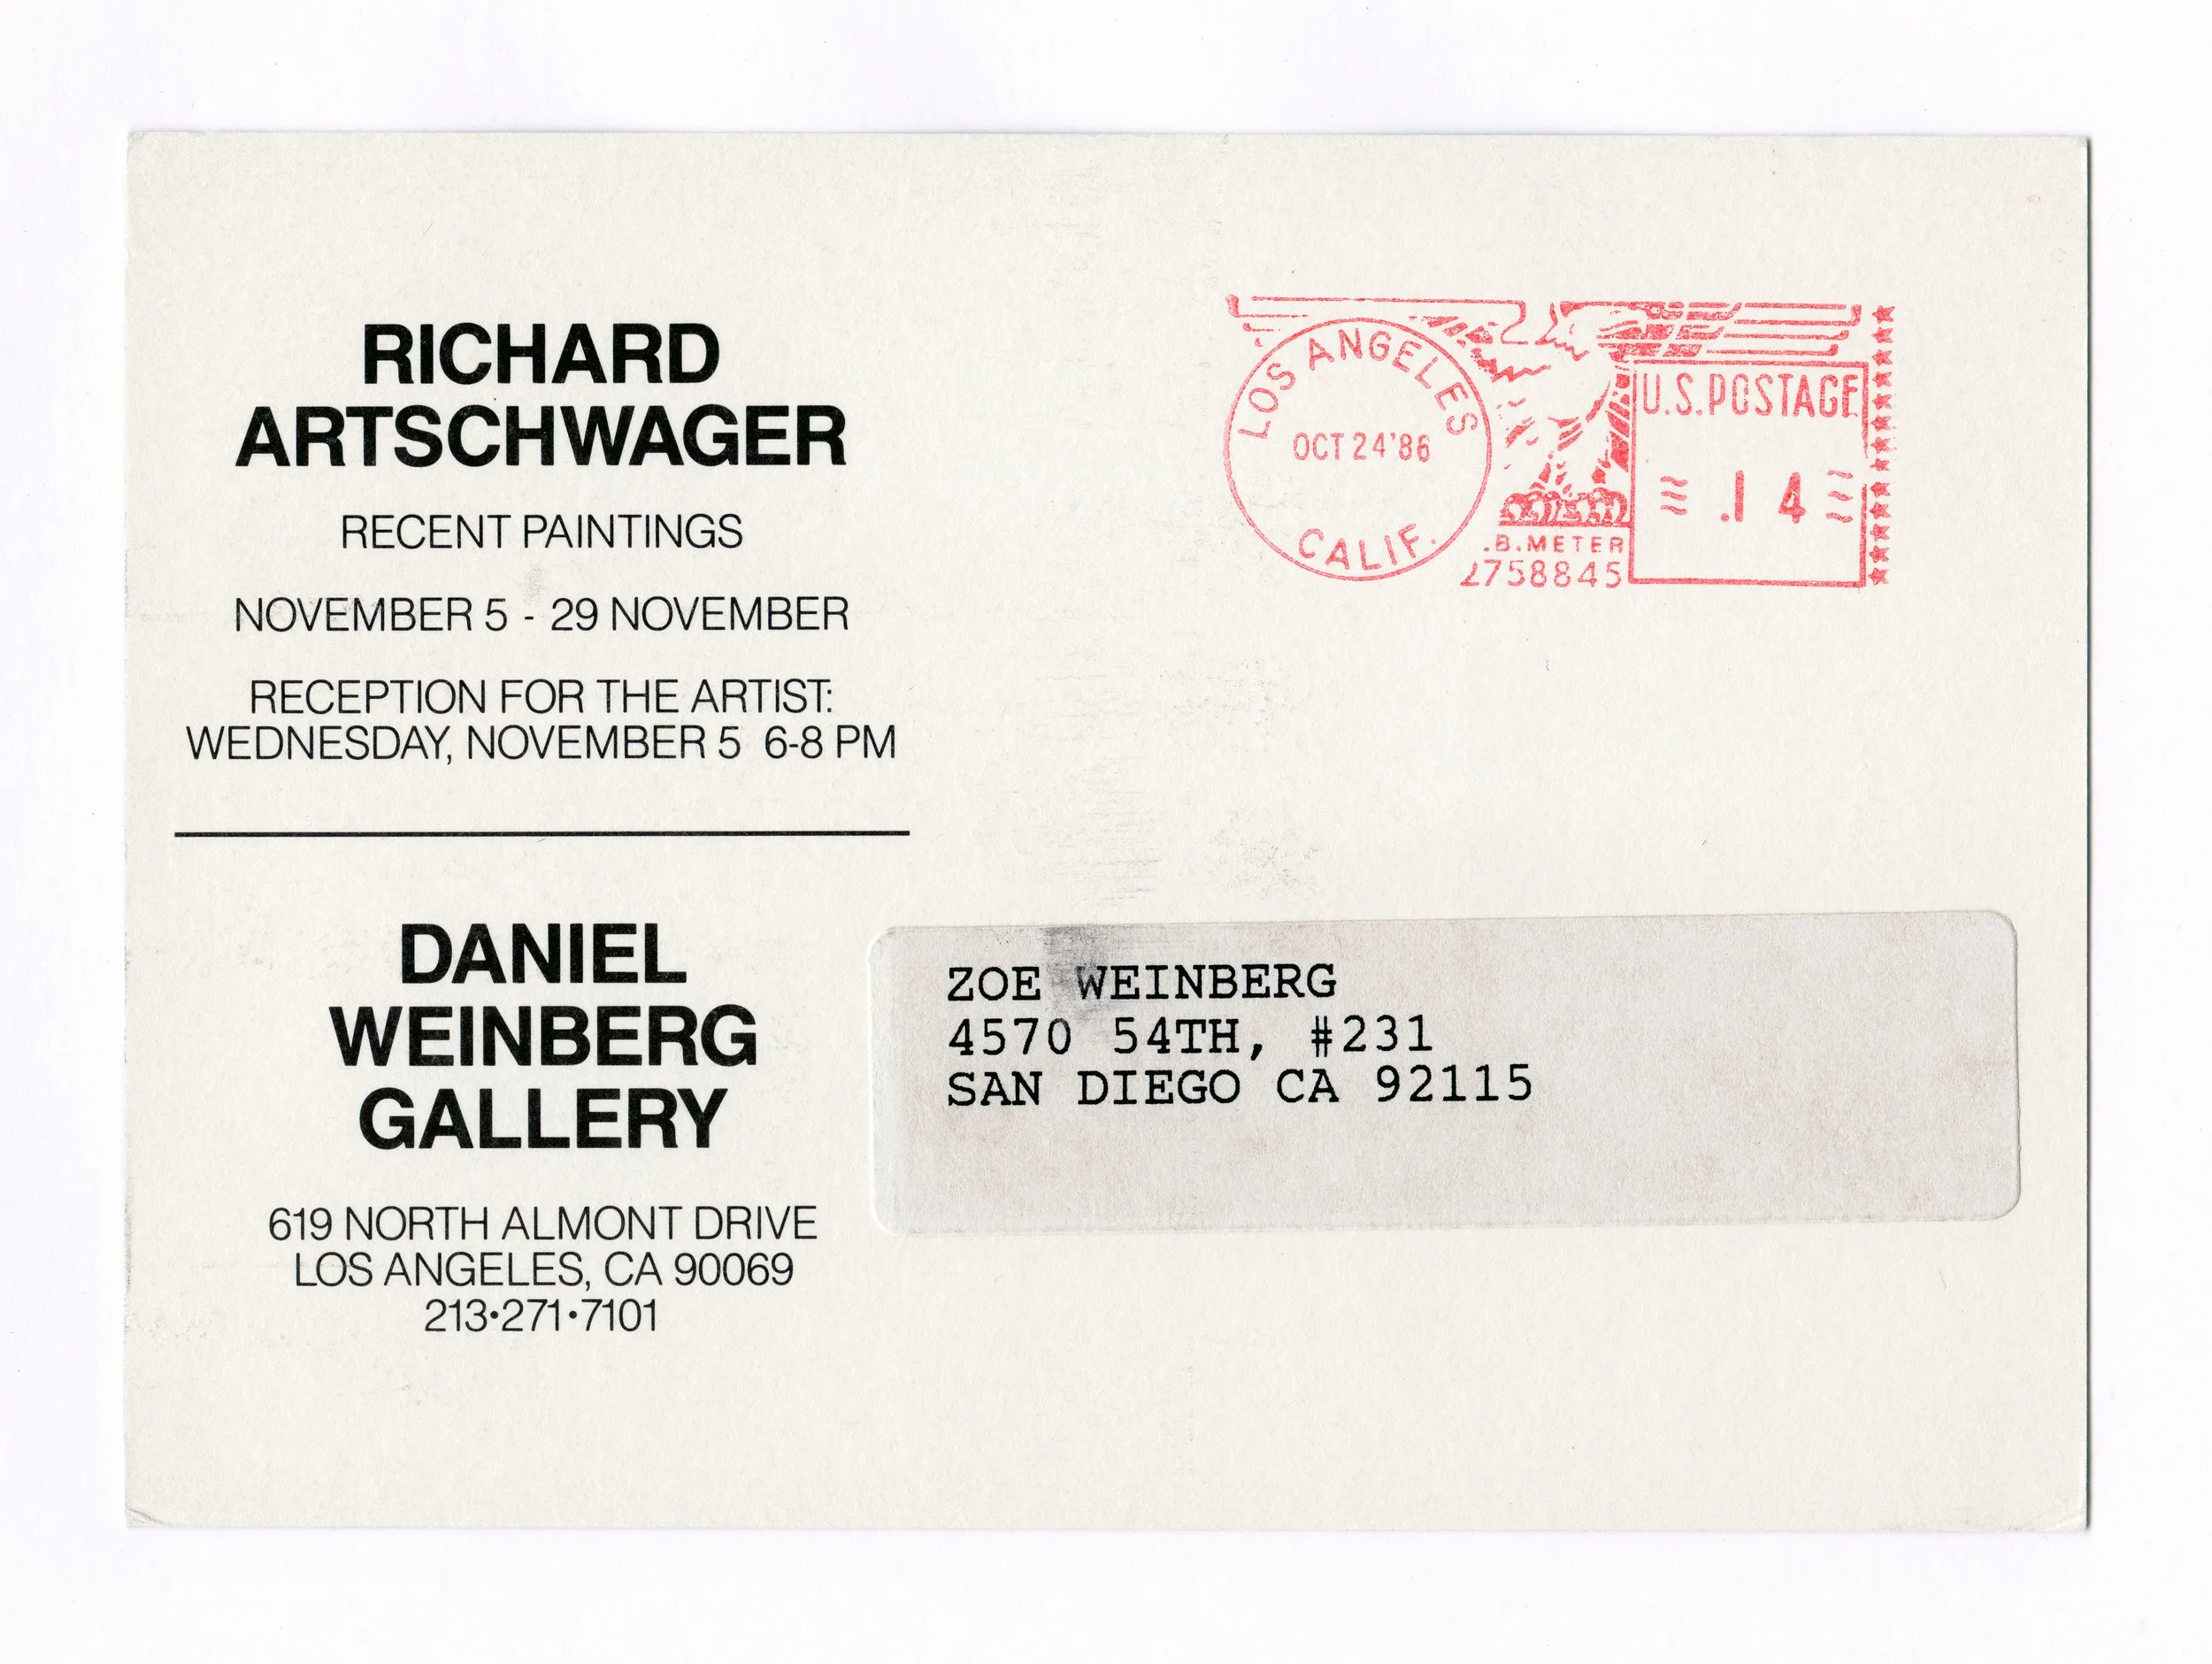 RICHARD
ARTSCHWAGER
RECENT PAINTINGS
NOVEMBER 5 - 29 NOVEMBER
RECEPTION FOR THE ARTIST:
WEDNESDAY, NOVEMBER 5 6-8 PM
DANIEL
WEINBERG
GALLERY
619 NORTH ALMONT DRIVE
LOS ANGELES, CA 90069
213•271•7101
LOS ANGELES
OCT 24'86
CALIF.
.B.METER
2758845
U.S.POSTAGE
.14
ZOE WEINBERG
4570 54TH, #231
SAN DIEGO CA 92115